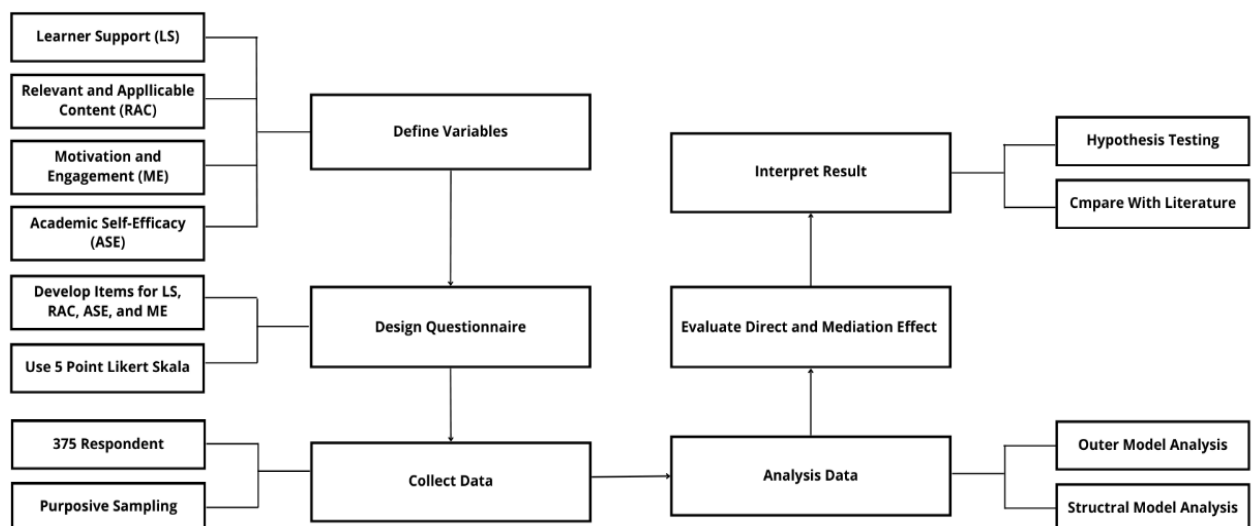 Learner Support (LS)
Relevant and Appllicable
Content (RAC)
Motivation and
Engagement (ME)
Academic Self-Efficacy
(ASE)
Define Variables
Develop Items for LS,
RAC, ASE, and ME
Use 5 Point Likert Skala
Design Questionnaire
375 Respondent
Purposive Sampling
Collect Data
Analysis Data
Outer Model Analysis
Structral Model Analysis
Evaluate Direct and Mediation Effect
Interpret Result
Hypothesis Testing
Cmpare With Literature